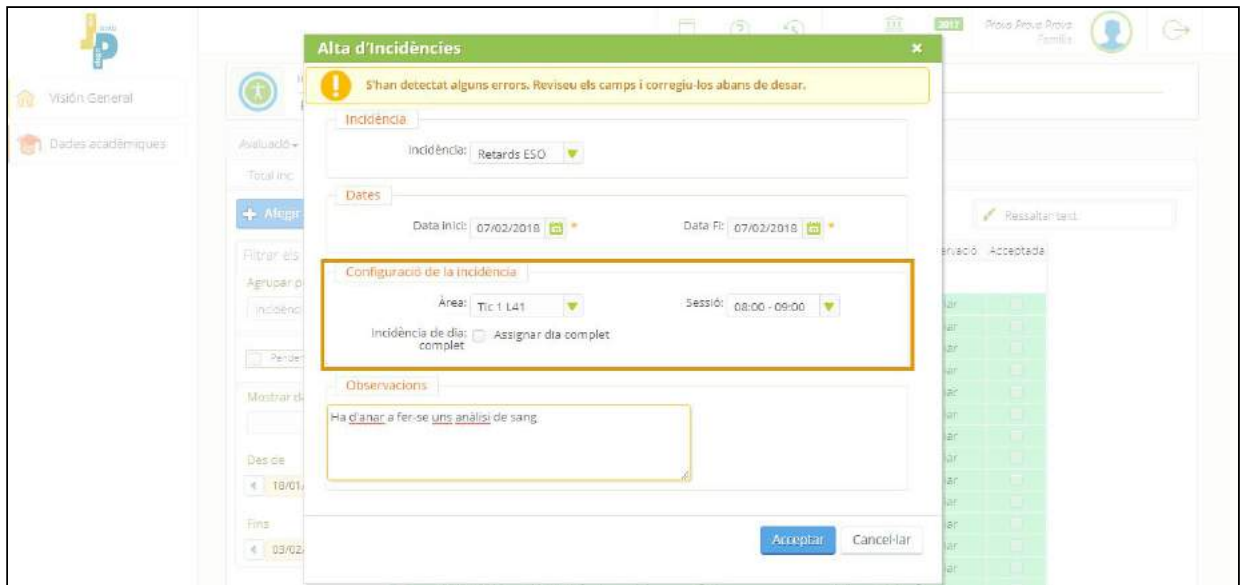 2017
Prova Prova Prova
Familia
Alta d'Incidències
×
S'han detectat alguns errors. Reviseu els camps i corregiu-los abans de desar.
Visión General
Dades acadèmiques
Avaluació
Total inc
Incidència
Incidència: Retards ESO
Dates
Data inici: 07/02/2018 * Data Fi: 07/02/2018 *
Afegir
Ressaltar text
Filtrar els
Acceptada
Configuració de la incidència
Agrupar p
Àrea: Tic 1 L41 Sessió: 08:00 - 09:00
Incidència de dia complet: Assignar dia complet
Observacions
Mostrar d
Ha d'anar a fer-se uns anàlisi de sang.
Des de
18/01/
Fins
03/02/
Acceptar Cancel·lar